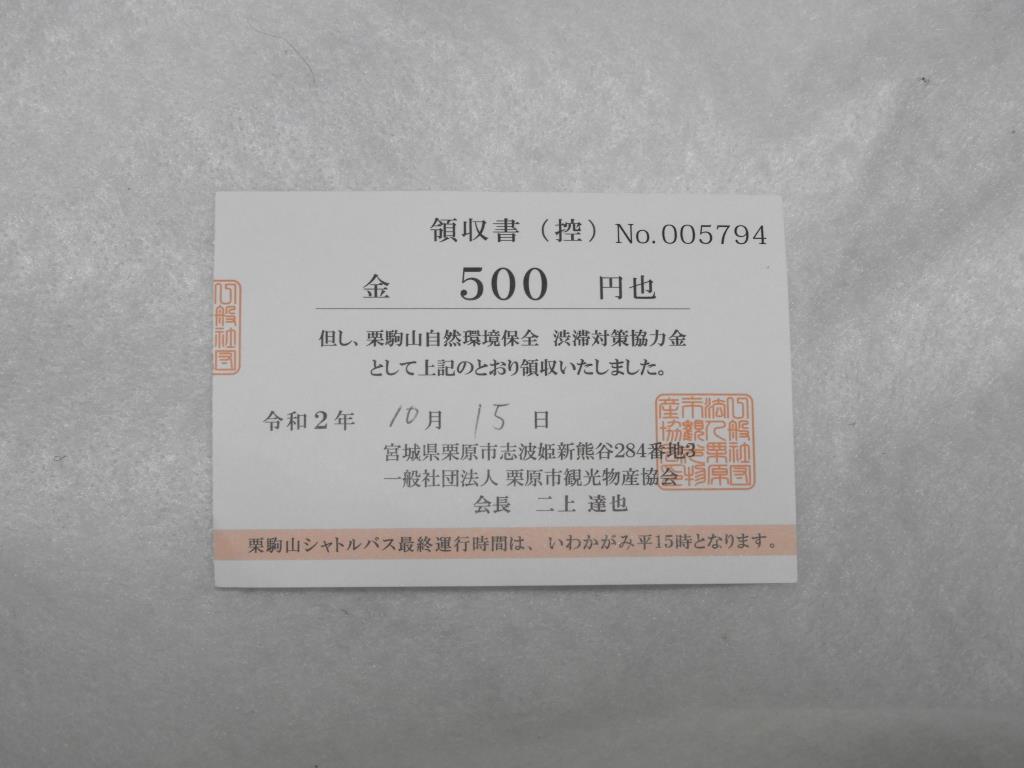 領収書（控）No.005794
金 500 円也
但し、栗駒山自然環境保全 渋滞対策協力金
として上記のとおり領収いたしました。
令和2年 10月 15日
宮城県栗原市志波姫新熊谷284番地3
一般社団法人 栗原市観光物産協会
会長 二上 達也
栗駒山シャトルバス最終運行時間は、いわかがみ平15時となります。